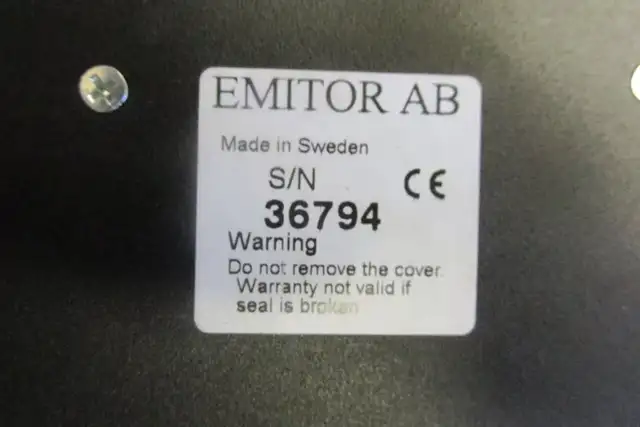 EMITOR AB
Made in Sweden
S/N CE
36794
Warning
Do not remove the cover.
Warranty not valid if
seal is broken